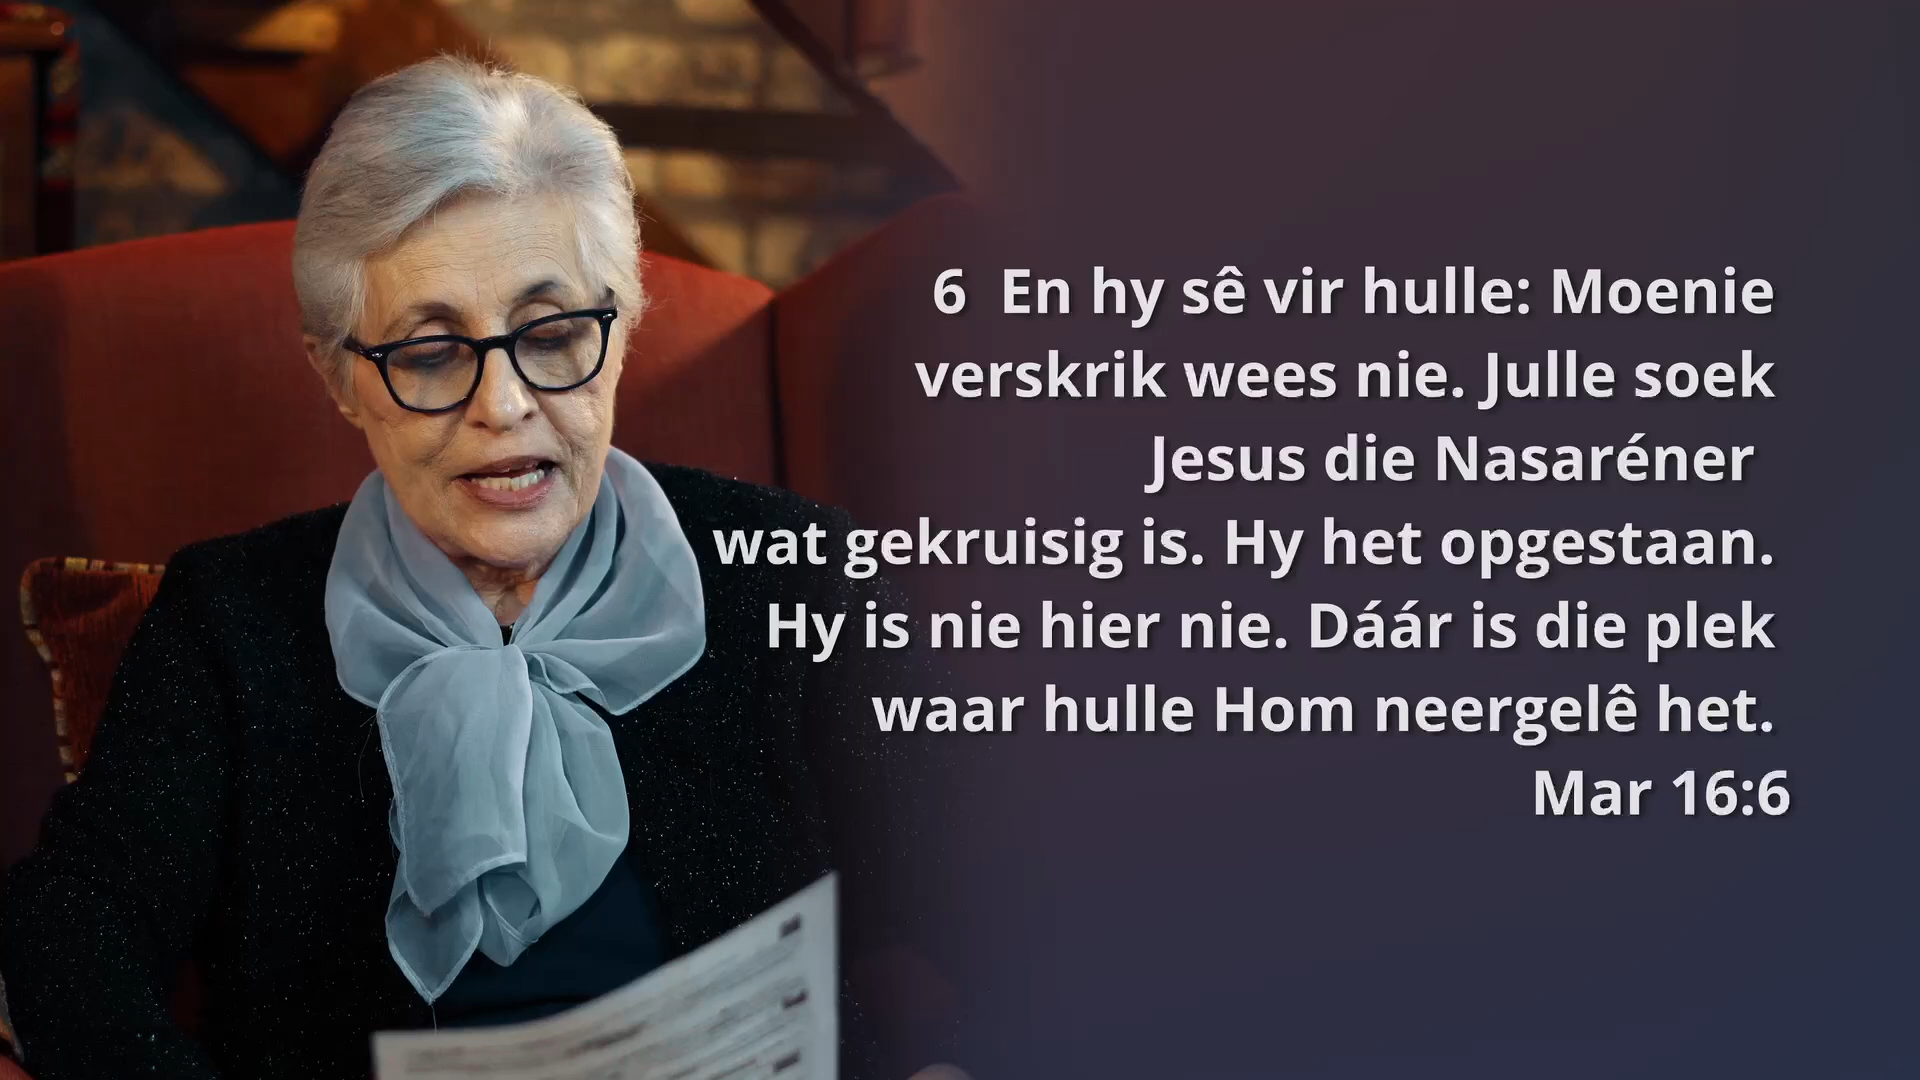 6 En hy sê vir hulle: Moenie
verskrik wees nie. Julle soek
Jesus die Nasaréner
wat gekruisig is. Hy het opgestaan.
Hy is nie hier nie. Dáár is die plek
waar hulle Hom neergelê het.
Mar 16:6